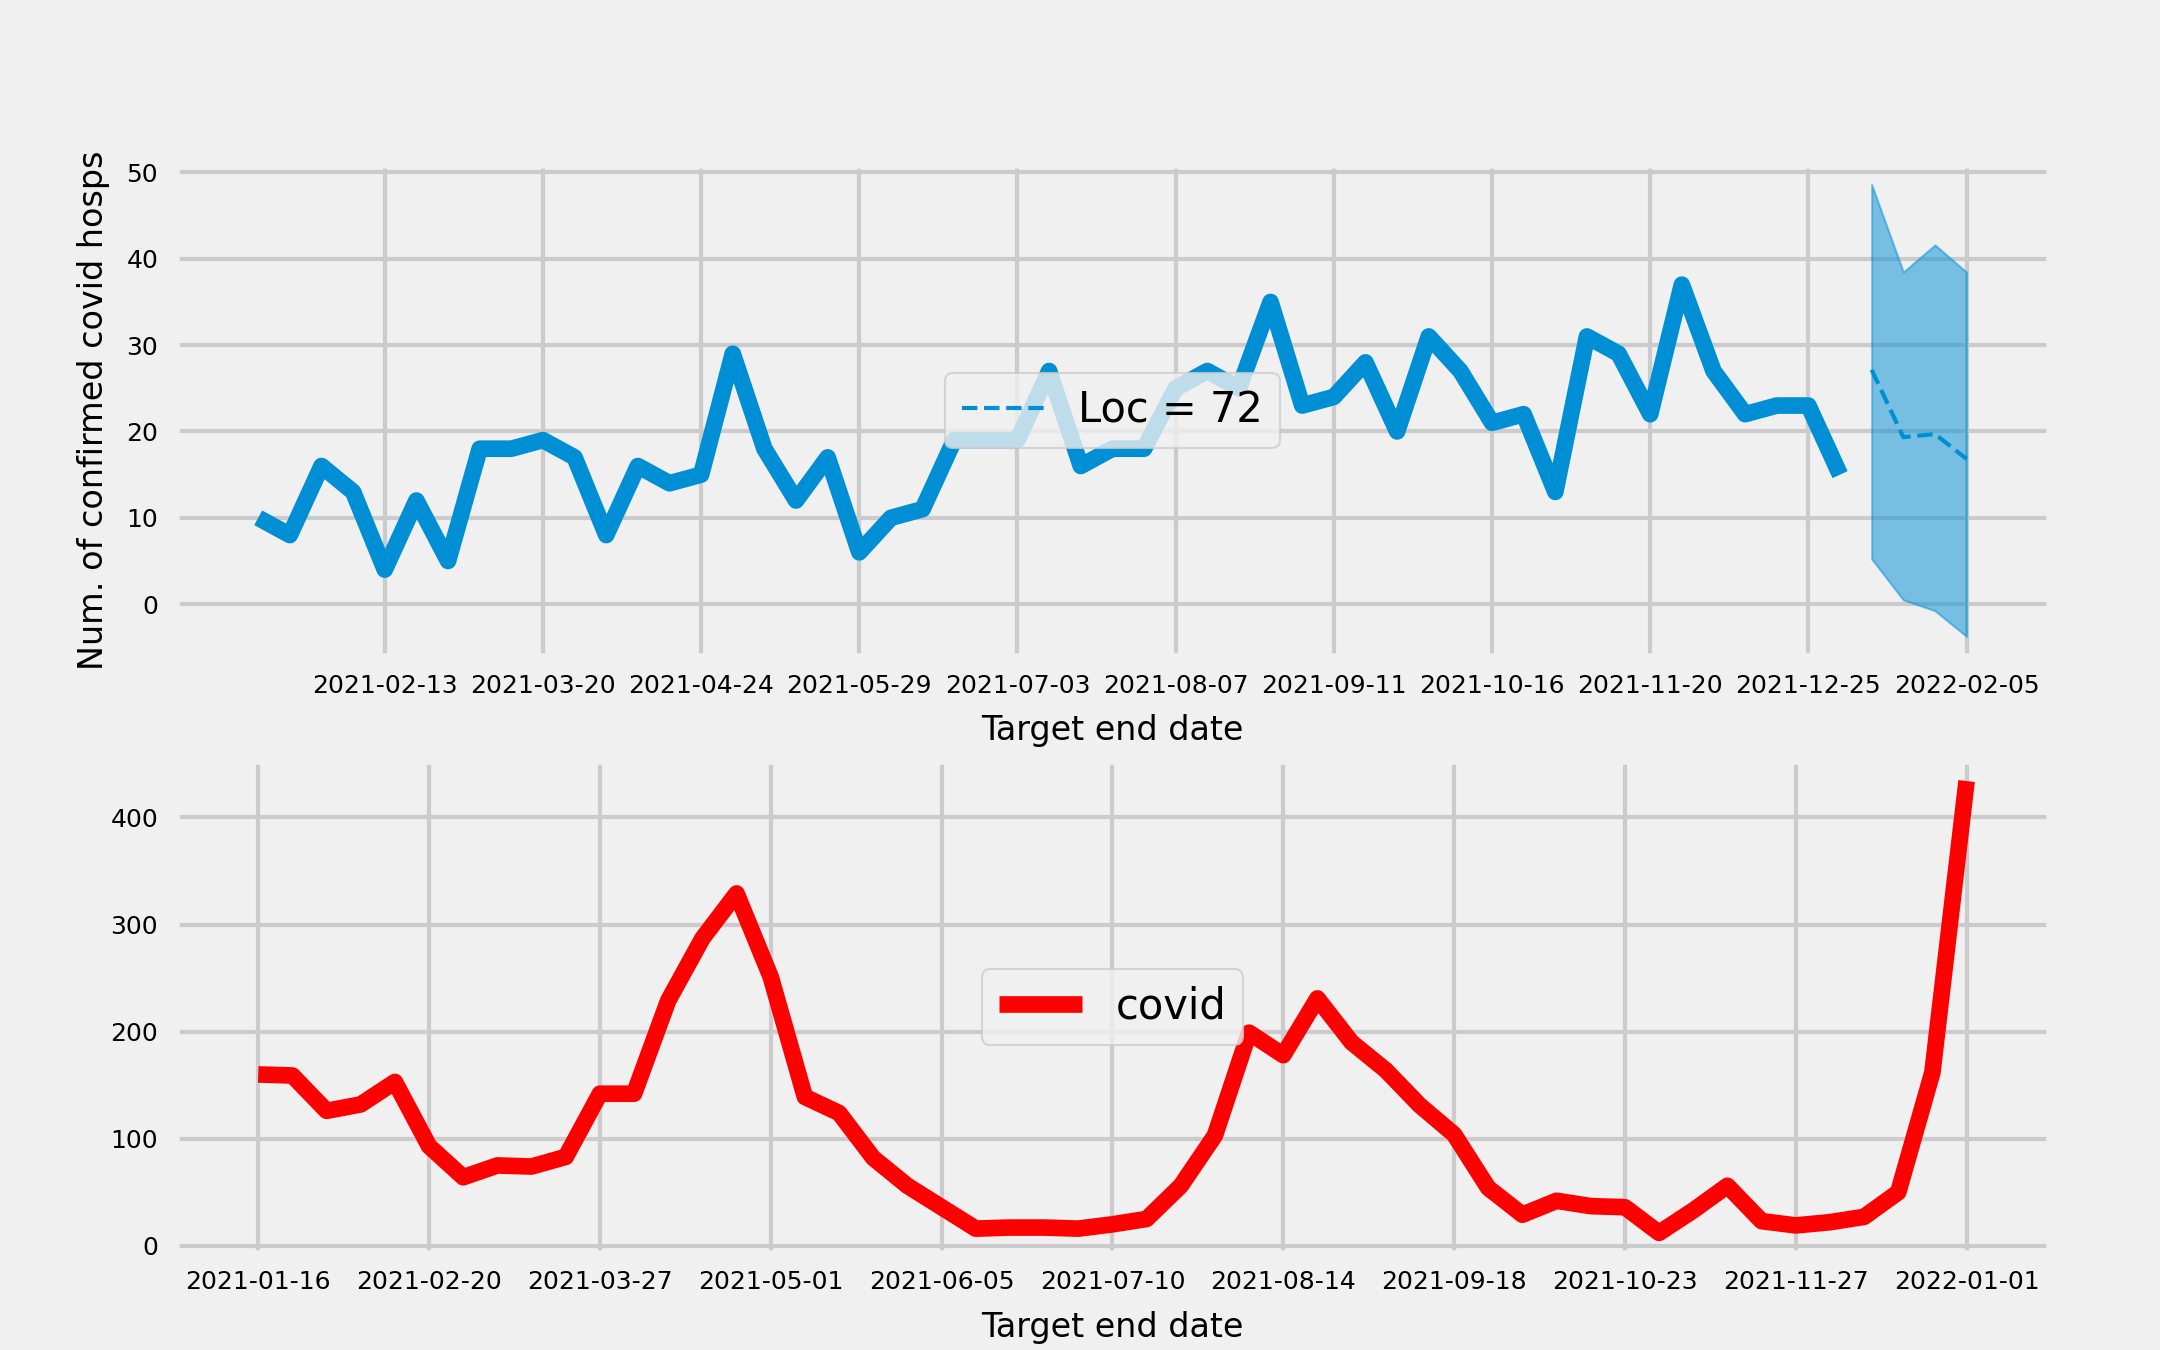 Num. of confirmed covid hosps
50
40
30
20
10
0
Loc = 72
2021-02-13 2021-03-20 2021-04-24 2021-05-29 2021-07-03 2021-08-07 2021-09-11 2021-10-16 2021-11-20 2021-12-25 2022-02-05
Target end date
400
300
200
100
0
covid
2021-01-16 2021-02-20 2021-03-27 2021-05-01 2021-06-05 2021-07-10 2021-08-14 2021-09-18 2021-10-23 2021-11-27 2022-01-01
Target end date